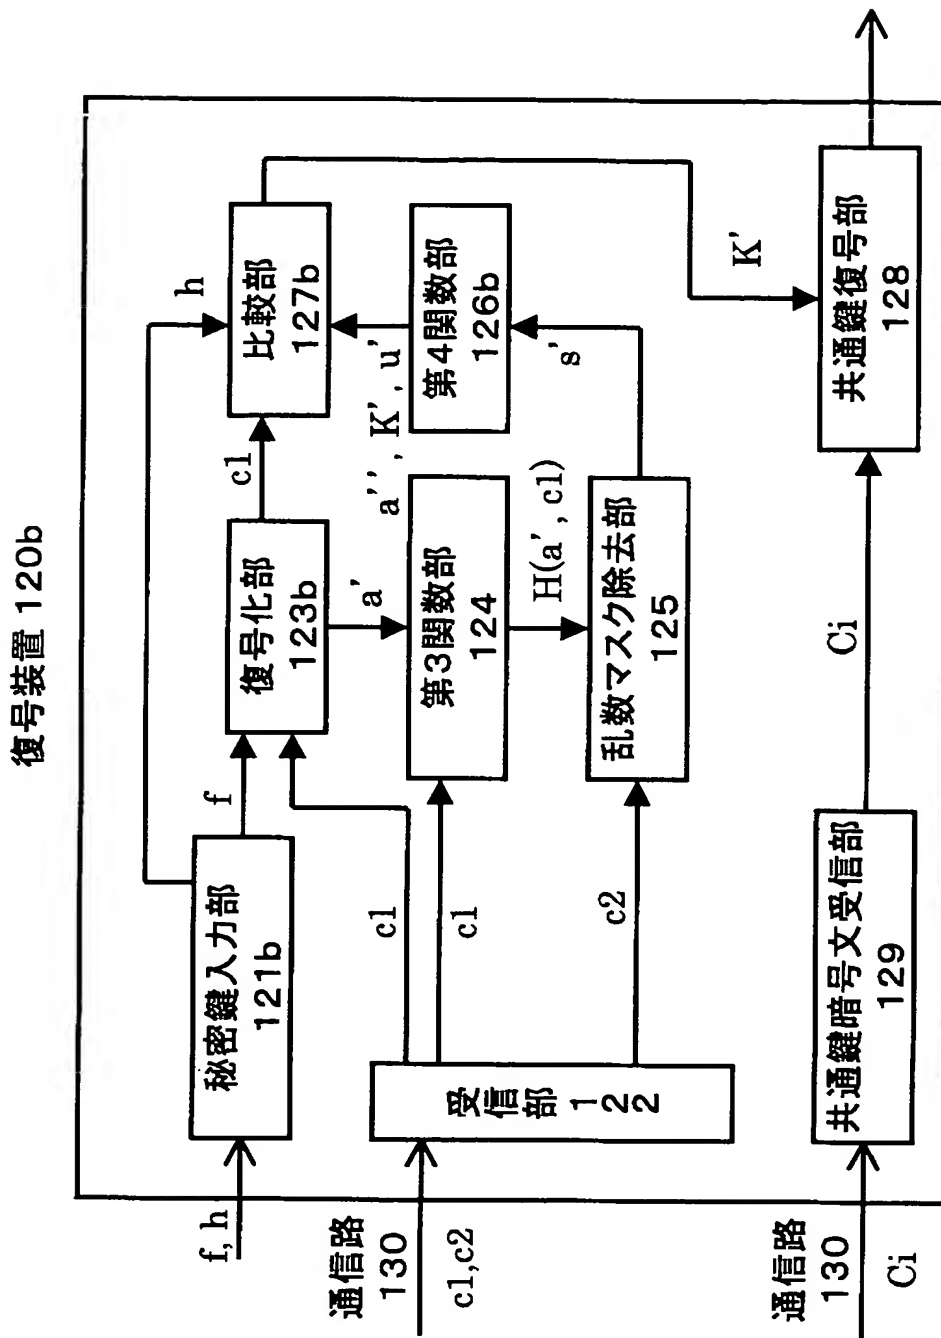 復号装置 120b
f, h
秘密鍵入力部
121b
h
f
復号化部
123b
c1
比較部
127b
a'
a'', K', u'
第4関数部
126b
通信路
130
c1,c2
受信部 122
c1
c1
c2
第3関数部
124
H(a', c1)
s'
乱数マスク除去部
125
K'
通信路
130
Ci
共通鍵暗号文受信部
129
Ci
共通鍵復号部
128